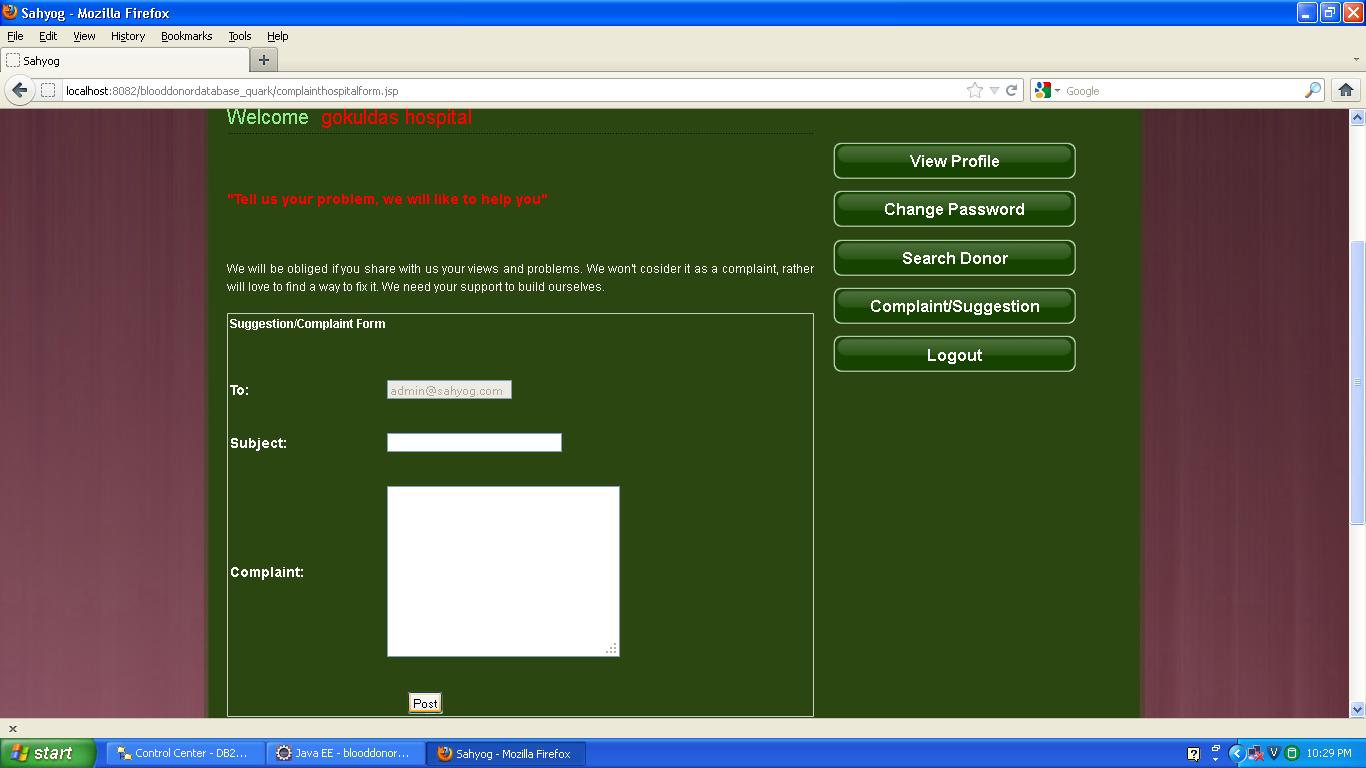 Sahyog - Mozilla Firefox
File Edit View History Bookmarks Tools Help
Sahyog
localhost:8082/blooddonordatabase_quark/complainthospitalform.jsp
Google
Welcome gokuldas hospital
"Tell us your problem, we will like to help you"
We will be obliged if you share with us your views and problems. We won't cosider it as a complaint, rather
will love to find a way to fix it. We need your support to build ourselves.
Suggestion/Complaint Form
To: admin@sahyog.com
Subject:
Complaint:
Post
View Profile
Change Password
Search Donor
Complaint/Suggestion
Logout
start
Control Center - DB2...
Java EE - blooddonor...
Sahyog - Mozilla Firefox
10:29 PM